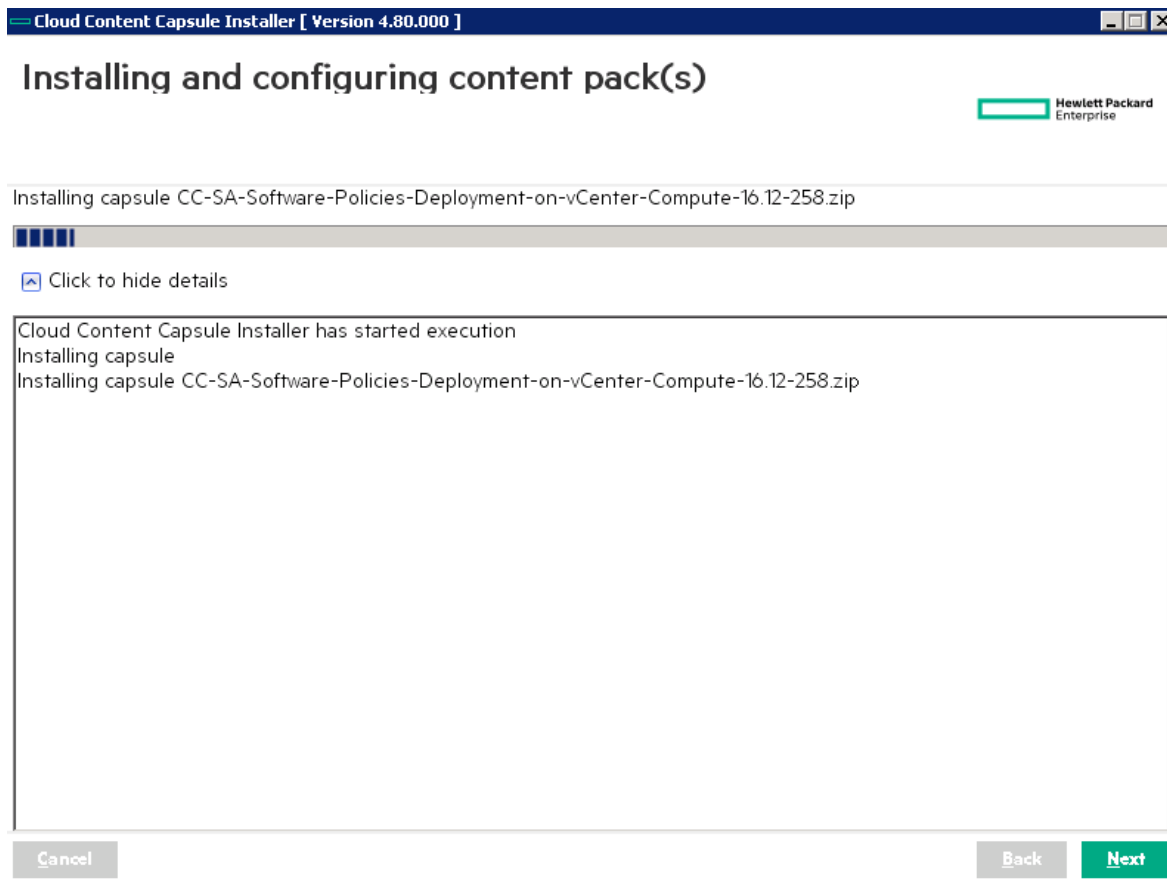 Cloud Content Capsule Installer [ Version 4.80.000 ]
Installing and configuring content pack(s)
Hewlett Packard
Enterprise
Installing capsule CC-SA-Software-Policies-Deployment-on-vCenter-Compute-16.12-258.zip
Click to hide details
Cloud Content Capsule Installer has started execution
Installing capsule
Installing capsule CC-SA-Software-Policies-Deployment-on-vCenter-Compute-16.12-258.zip
Cancel
Back
Next